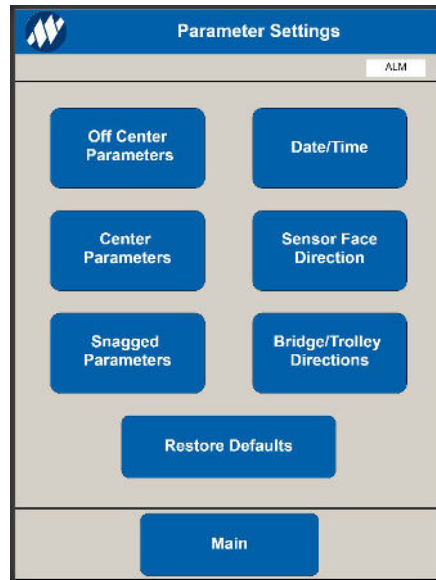 Parameter Settings
ALM
Off Center
Parameters
Date/Time
Center
Parameters
Sensor Face
Direction
Snagged
Parameters
Bridge/Trolley
Directions
Restore Defaults
Main